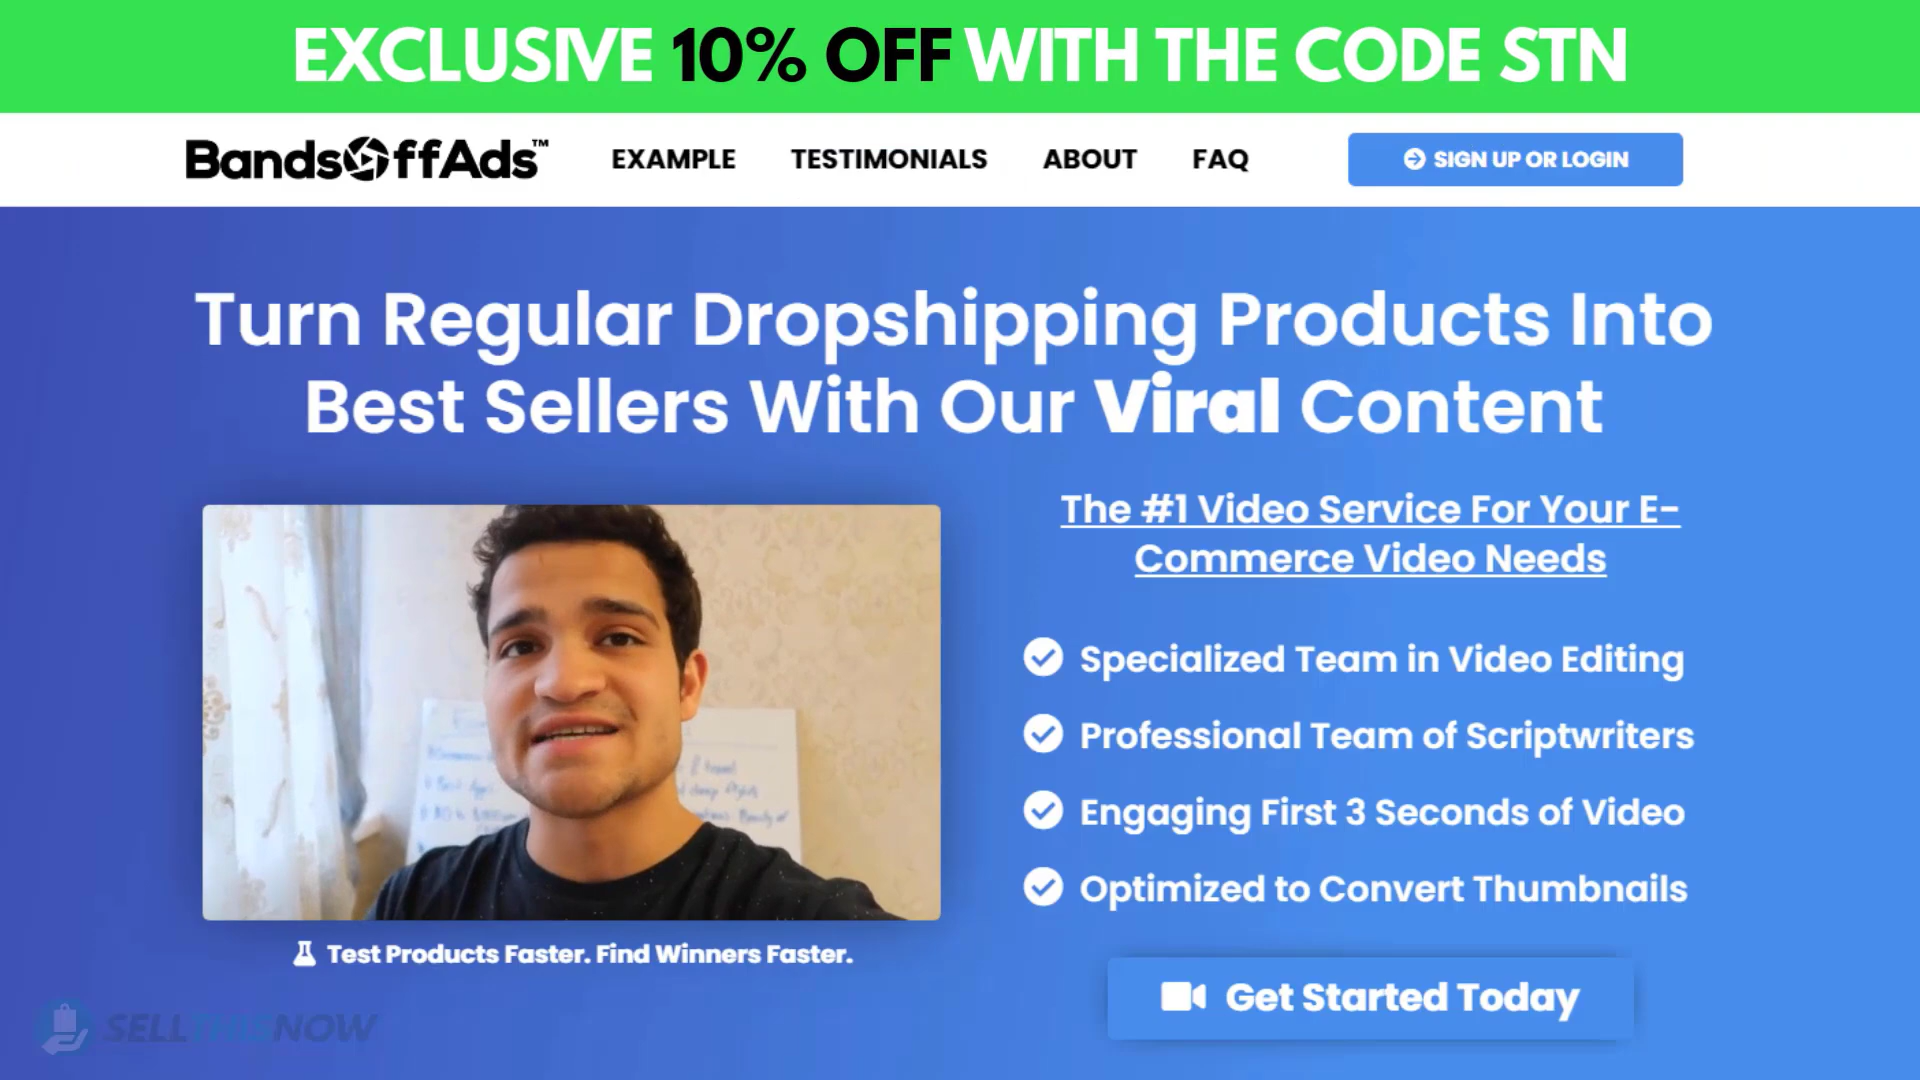 EXCLUSIVE 10% OFF WITH THE CODE STN
BandsOffAds™ EXAMPLE TESTIMONIALS ABOUT FAQ SIGN UP OR LOGIN
Turn Regular Dropshipping Products Into
Best Sellers With Our Viral Content
The #1 Video Service For Your E-
Commerce Video Needs
Specialized Team in Video Editing
Professional Team of Scriptwriters
Engaging First 3 Seconds of Video
Optimized to Convert Thumbnails
Test Products Faster. Find Winners Faster.
Get Started Today
SELLTHISNOW